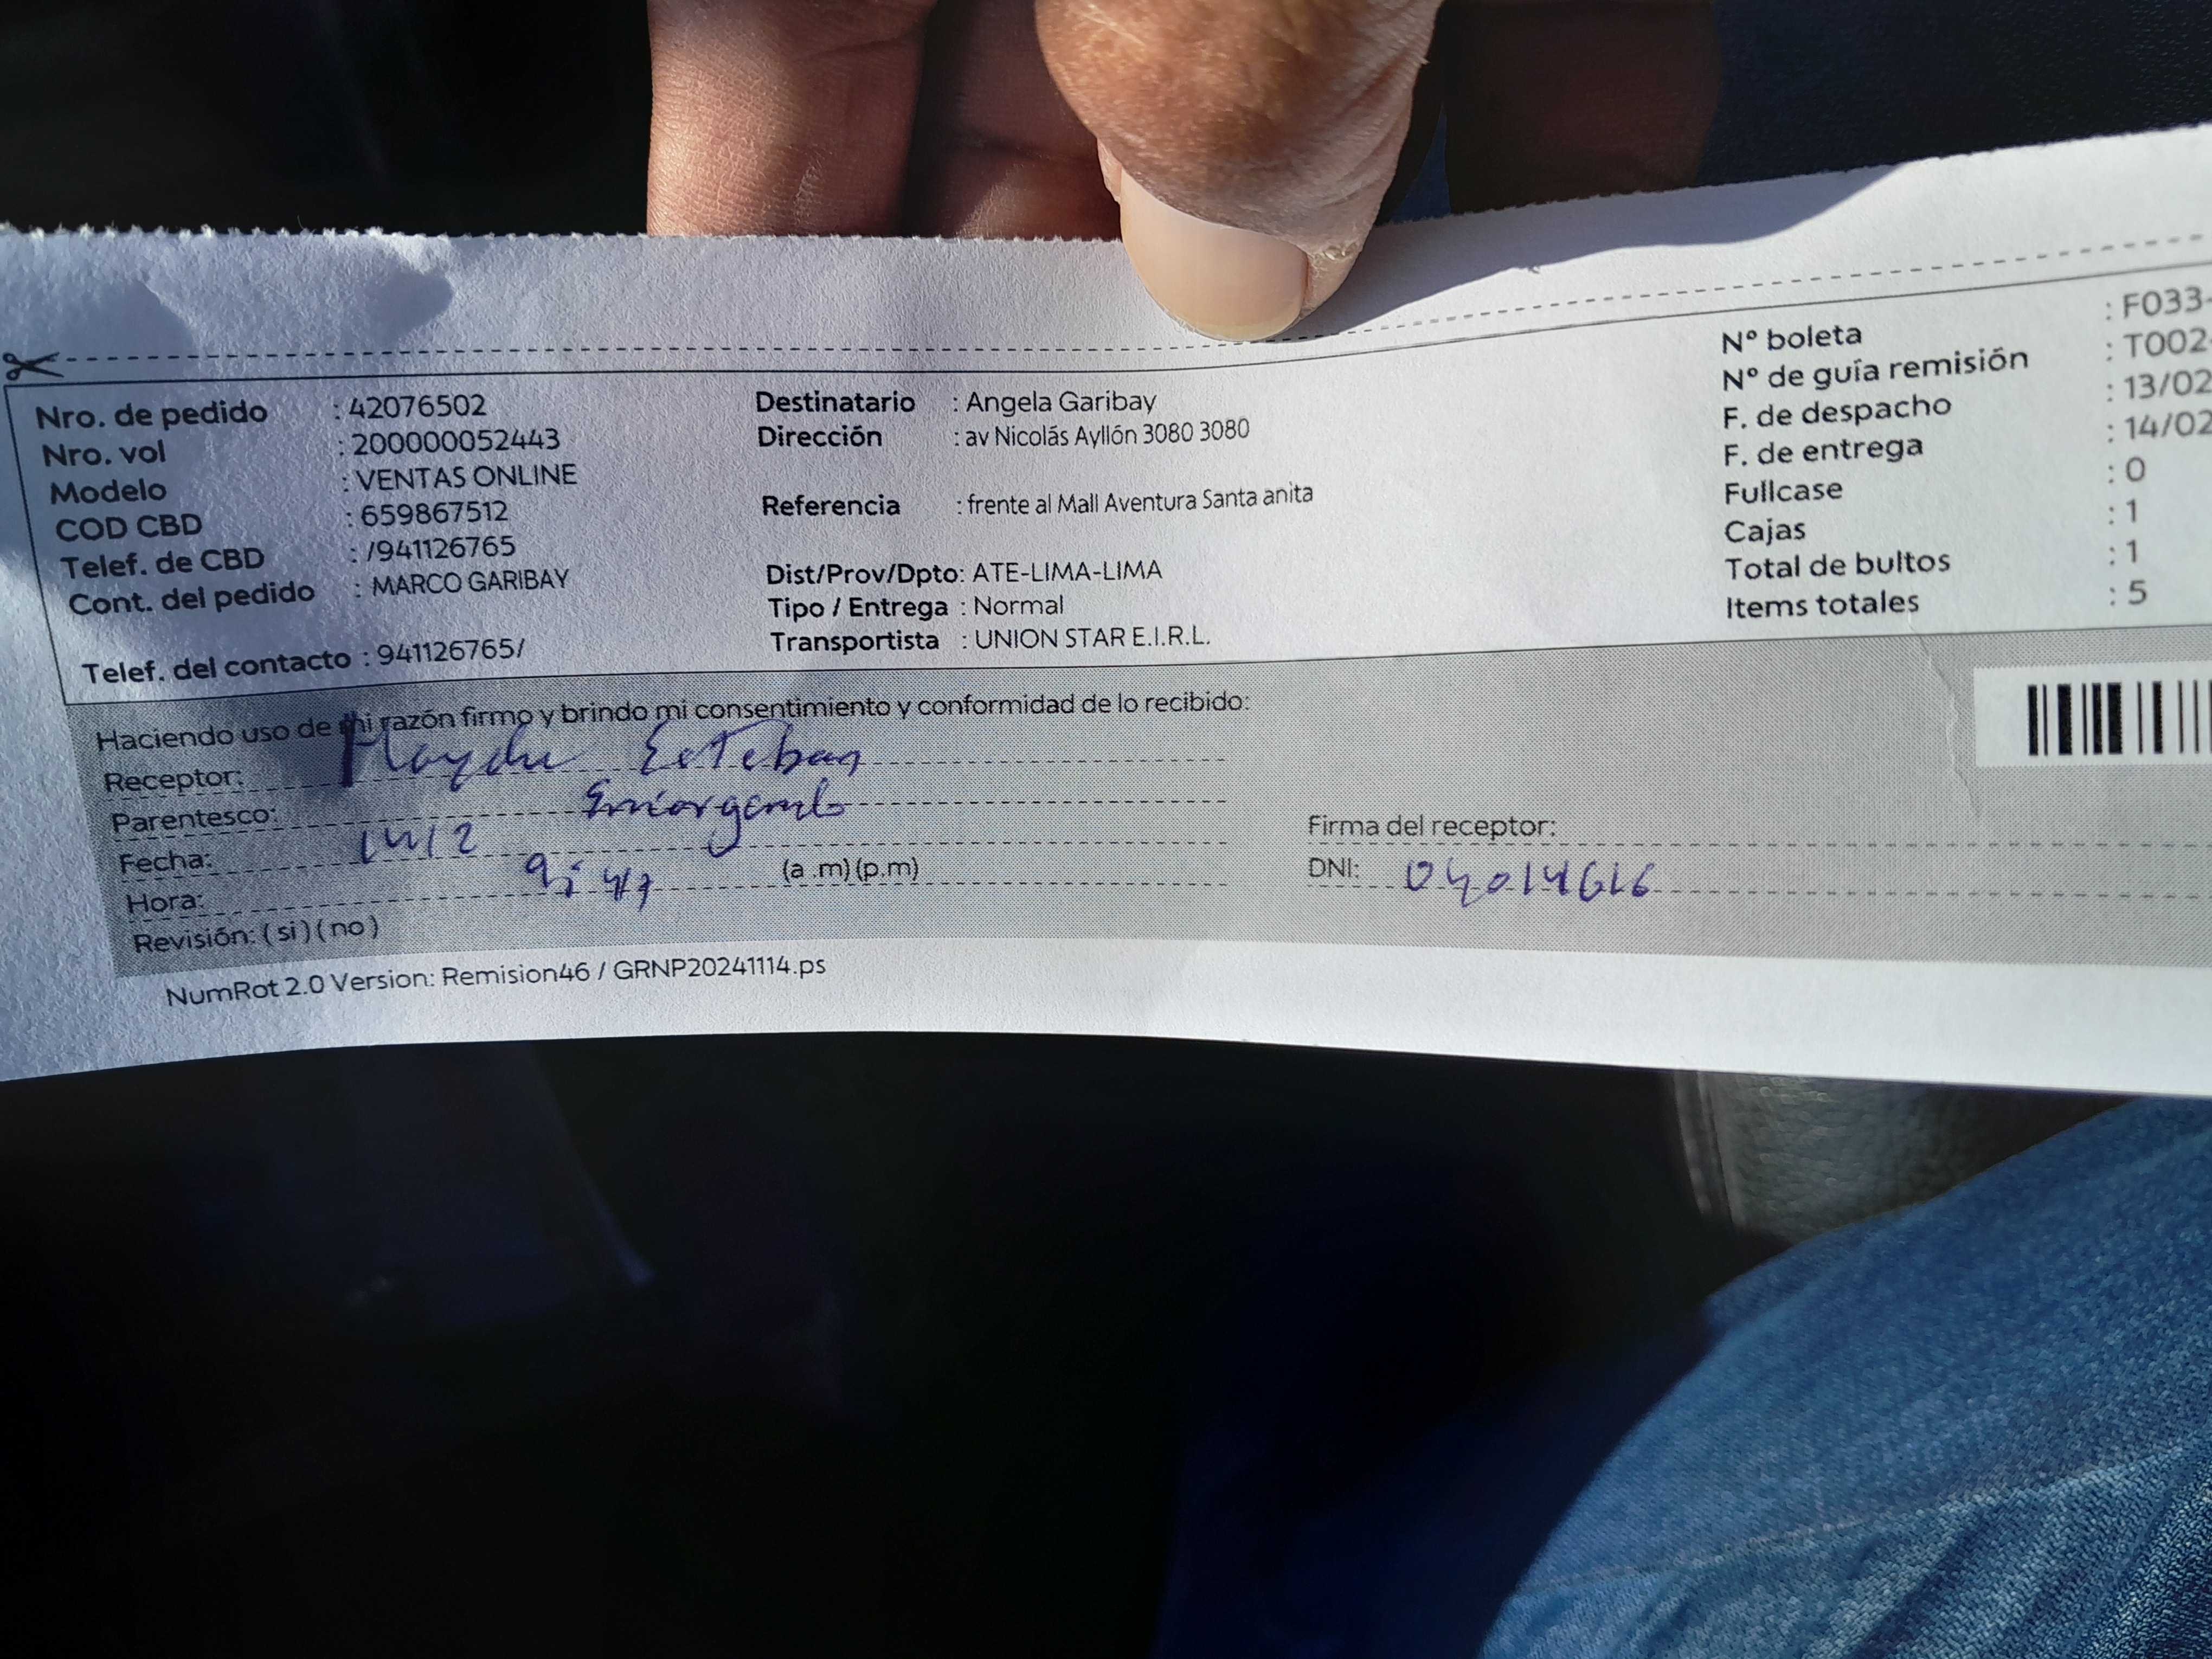 Nro. de pedido : 42076502
Nro. vol : 200000052443
Modelo : VENTAS ONLINE
COD CBD : 659867512
Telef. de CBD : /941126765
Cont. del pedido : MARCO GARIBAY
Telef. del contacto : 941126765/
Destinatario : Angela Garibay
Dirección : av Nicolás Ayllón 3080 3080
Referencia : frente al Mall Aventura Santa anita
Dist/Prov/Dpto: ATE-LIMA-LIMA
Tipo / Entrega : Normal
Transportista : UNION STAR E.I.R.L.
Nº boleta : F033-
Nº de guía remisión : T002-
F. de despacho : 13/02
F. de entrega : 14/02
Fullcase : 0
Cajas : 1
Total de bultos : 1
Items totales : 5
Haciendo uso de mi razón firmo y brindo mi consentimiento y conformidad de lo recibido:
Receptor: Esteban
Parentesco:
Fecha: 14/2
Hora: 9:47 (a .m) (p.m)
Revisión: ( si ) ( no )
Firma del receptor:
DNI: 04014616
NumRot 2.0 Version: Remision46 / GRNP20241114.ps